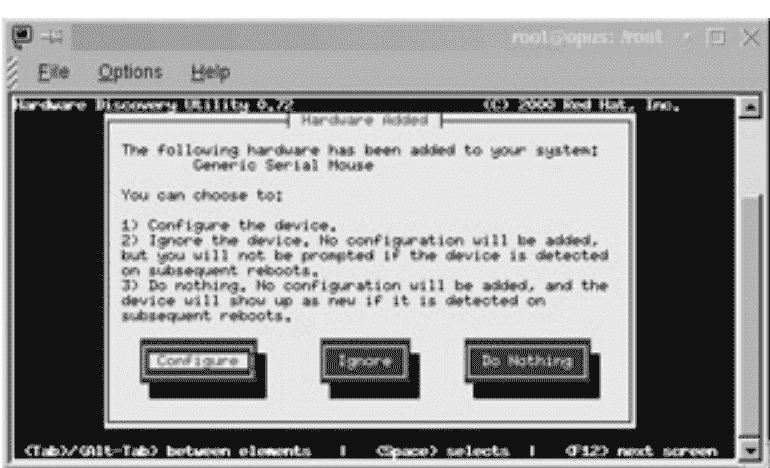 root@opus: /root
File Options Help
Hardware Discovery Utility 0.72 (C) 2000 Red Hat, Inc.
Hardware Added
The following hardware has been added to your system:
Generic Serial Mouse
You can choose to:
1) Configure the device.
2) Ignore the device. No configuration will be added,
but you will not be prompted if the device is detected
on subsequent reboots.
3) Do nothing. No configuration will be added, and the
device will show up as new if it is detected on
subsequent reboots.
Configure Ignore Do Nothing
<Tab>/<Alt-Tab> between elements | <Space> selects | <F12> next screen